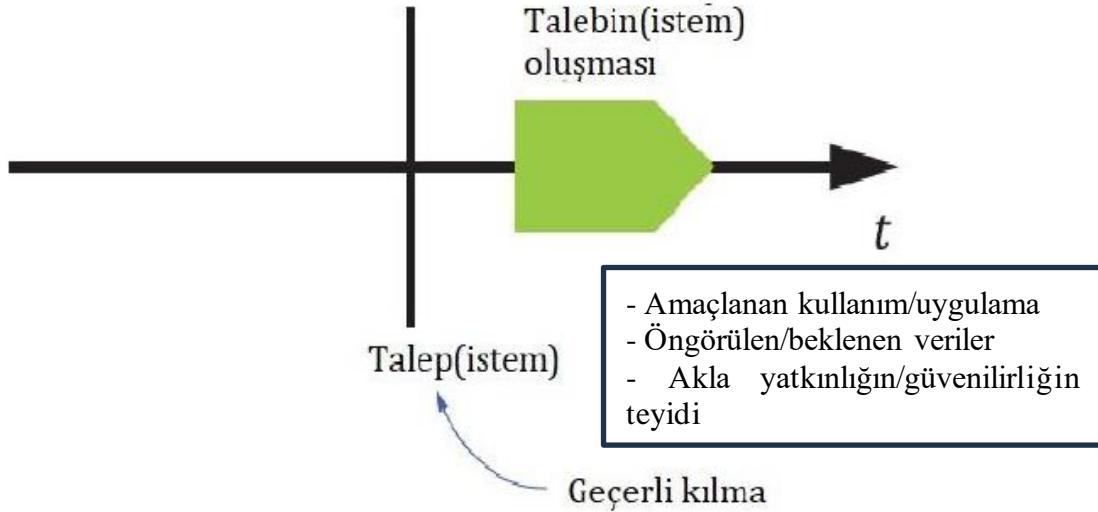 Talebin(istem)
oluşması
t
- Amaçlanan kullanım/uygulama
- Öngörülen/beklenen veriler
- Akla yatkınlığın/güvenilirliğin
teyidi
Talep(istem)
Geçerli kılma